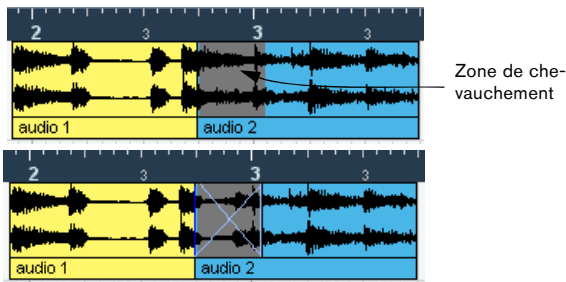 2 3 3 3
Zone de che-
vauchement
audio 1 audio 2
2 3 3 3
audio 1 audio 2